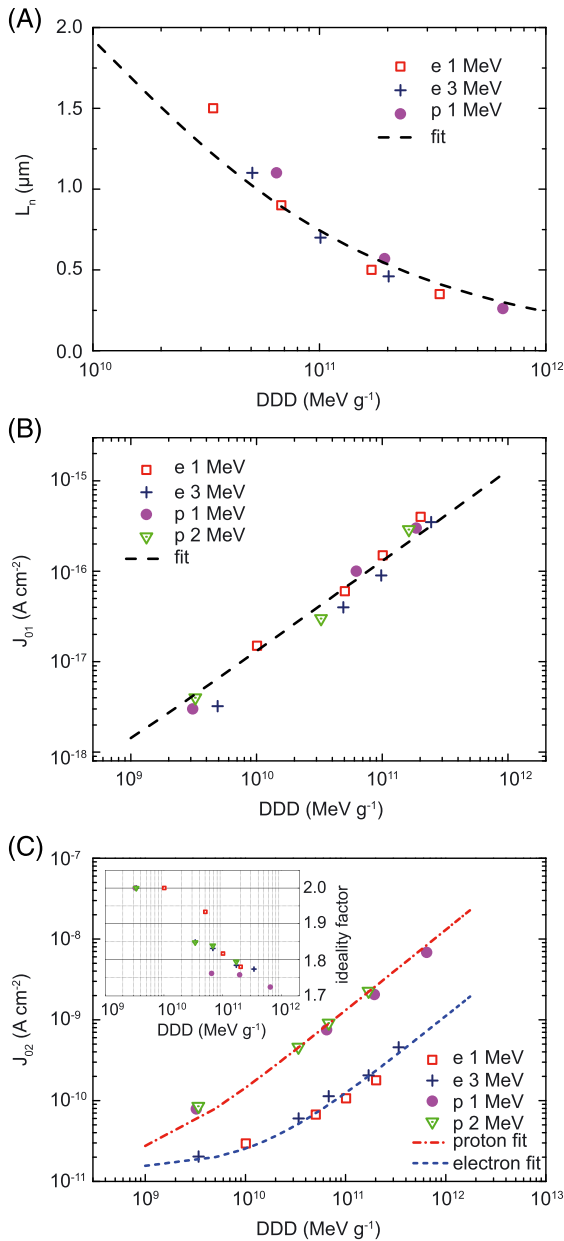 (A)
2.0
1.5
1.0
0.5
0.0
L_n (μm)
e 1 MeV
e 3 MeV
p 1 MeV
fit
10^10
10^11
10^12
DDD (MeV g^-1)
(B)
10^-15
10^-16
10^-17
10^-18
J_01 (A cm^-2)
e 1 MeV
e 3 MeV
p 1 MeV
p 2 MeV
fit
10^9
10^10
10^11
10^12
DDD (MeV g^-1)
(C)
10^-7
10^-8
10^-9
10^-10
10^-11
J_02 (A cm^-2)
2.0
1.9
1.8
1.7
ideality factor
10^9
10^10
10^11
10^12
DDD (MeV g^-1)
e 1 MeV
e 3 MeV
p 1 MeV
p 2 MeV
proton fit
electron fit
10^9
10^10
10^11
10^12
10^13
DDD (MeV g^-1)